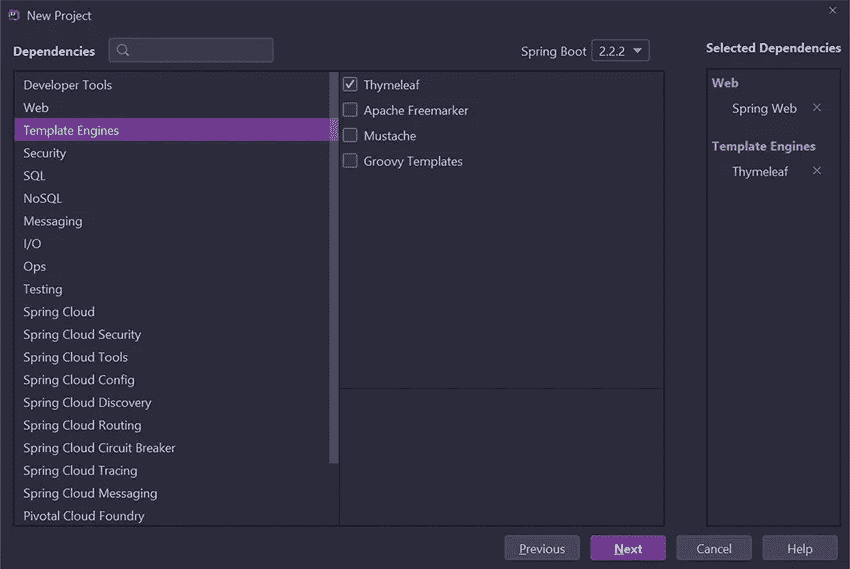 New Project
Dependencies
Spring Boot 2.2.2
Selected Dependencies
Developer Tools
Web
Template Engines
Security
SQL
NoSQL
Messaging
I/O
Ops
Testing
Spring Cloud
Spring Cloud Security
Spring Cloud Tools
Spring Cloud Config
Spring Cloud Discovery
Spring Cloud Routing
Spring Cloud Circuit Breaker
Spring Cloud Tracing
Spring Cloud Messaging
Pivotal Cloud Foundry
Thymeleaf
Apache Freemarker
Mustache
Groovy Templates
Web
Spring Web
Template Engines
Thymeleaf
Previous
Next
Cancel
Help